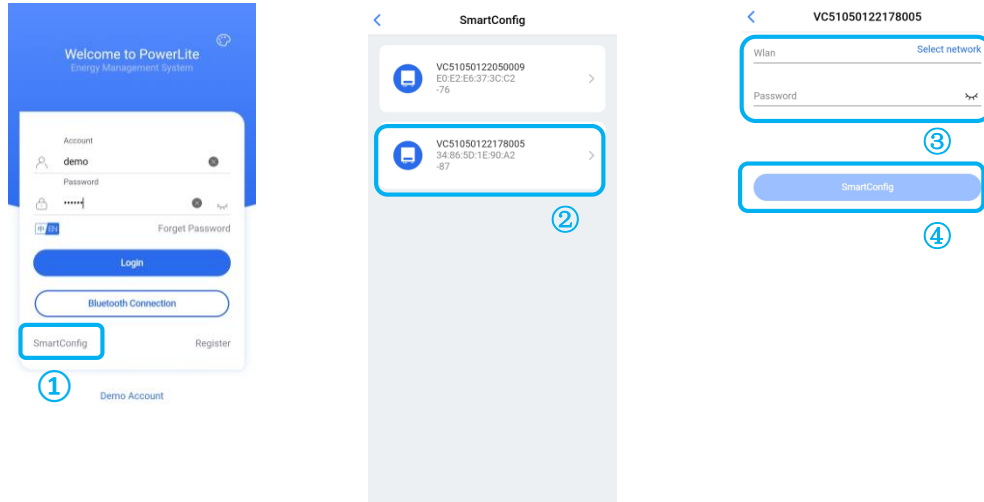 Welcome to PowerLite
Energy Management System
Account
demo
Password
••••••
中 EN
Forget Password
Login
Bluetooth Connection
SmartConfig
Register
①
Demo Account
SmartConfig
VC51050122050009
E0:E2:E6:37:3C:C2
-76
VC51050122178005
34:86:5D:1E:90:A2
-87
②
VC51050122178005
Wlan
Select network
Password
③
SmartConfig
④